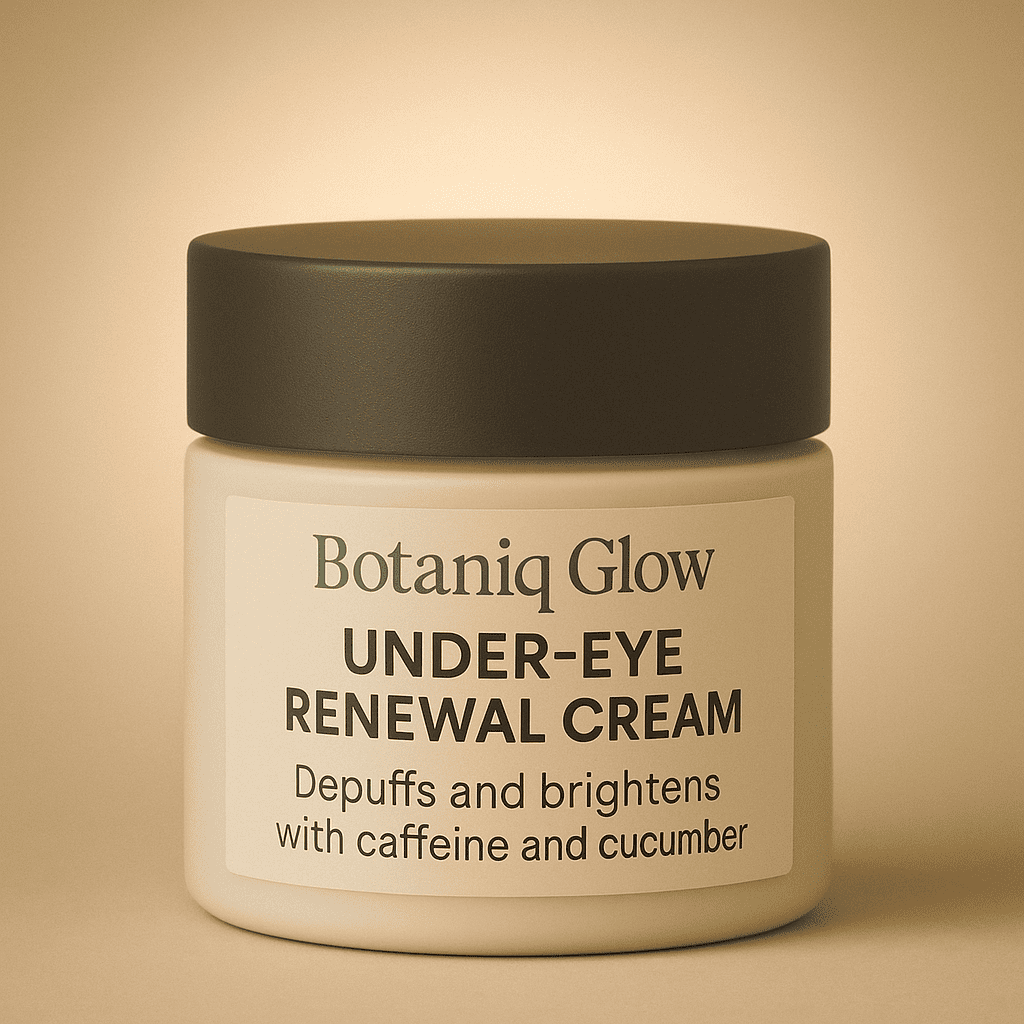 Botaniq Glow
UNDER-EYE
RENEWAL CREAM
Depuffs and brightens
with caffeine and cucumber